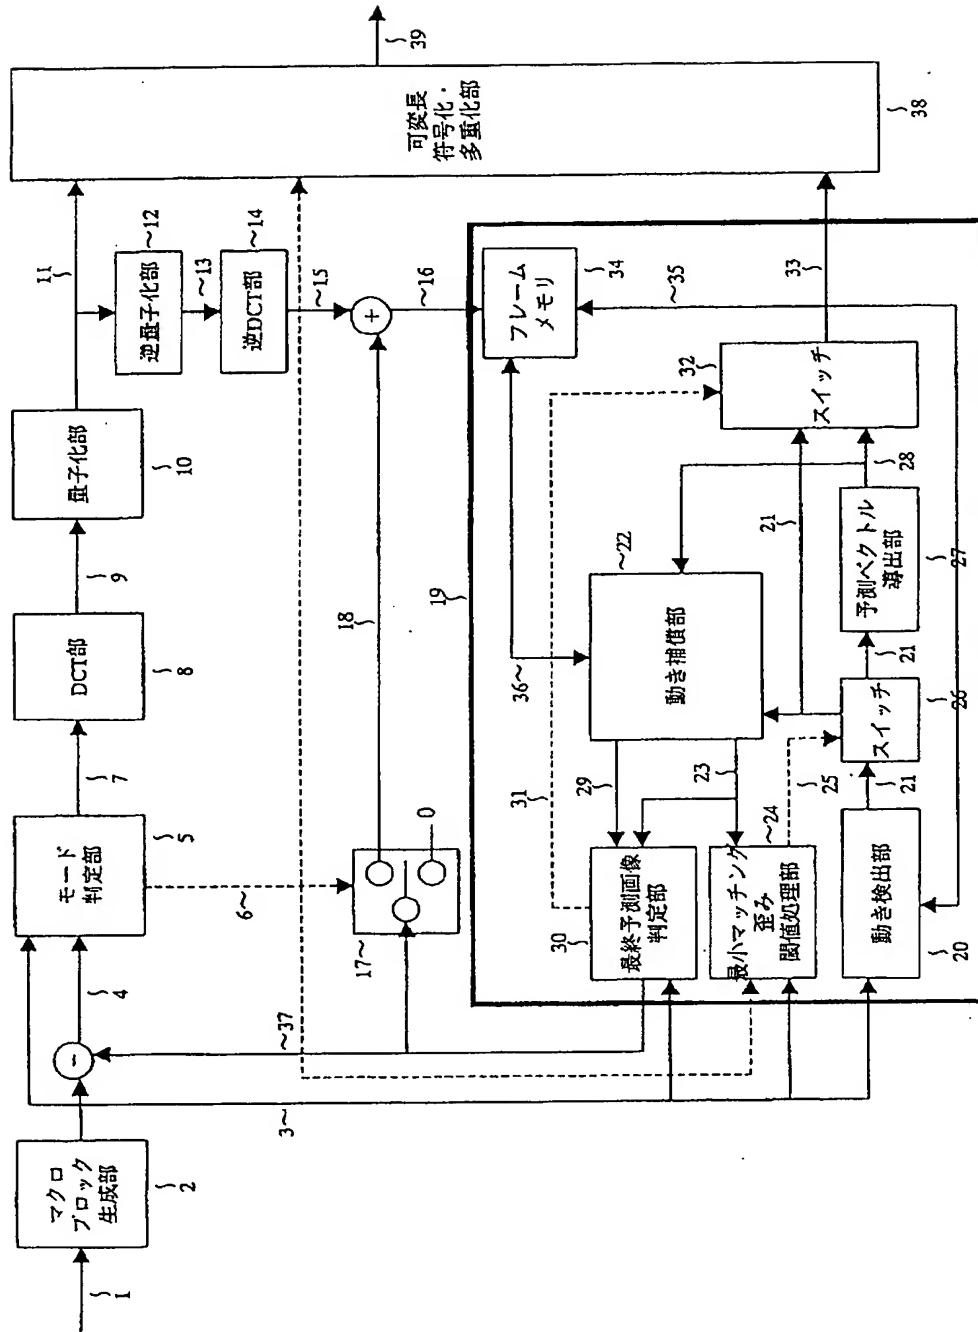 1
マクロ
ブロック
生成部
2
3
4
モード
判定部
5
6
7
DCT部
8
9
量子化部
10
11
逆量子化部
12
13
逆DCT部
14
15
16
17
0
18
19
動き検出部
20
21
動き補償部
22
23
最小マッチング
歪み
閾値処理部
24
25
スイッチ
26
21
予測ベクトル
導出部
27
28
21
29
最終予測画像
判定部
30
31
スイッチ
32
33
フレーム
メモリ
34
35
36
37
可変長
符号化・
多重化部
38
39